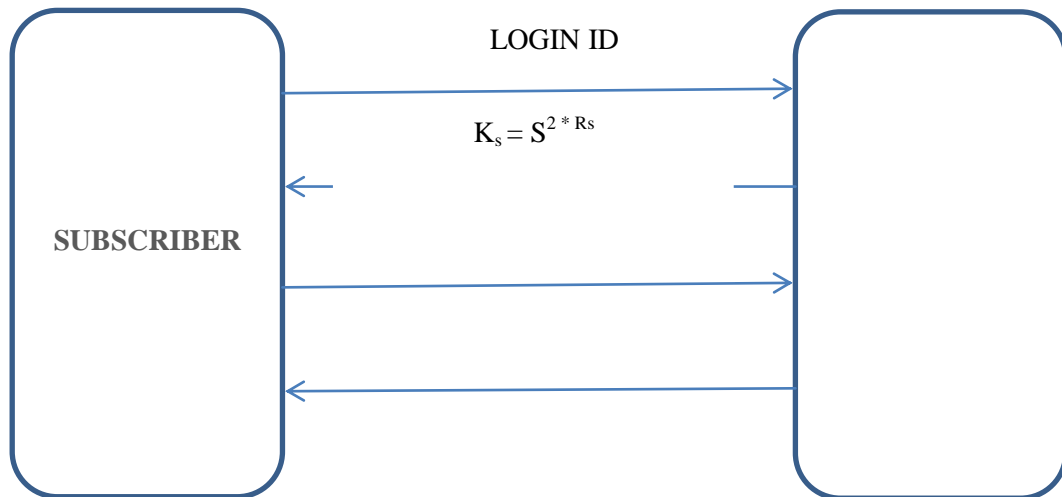 LOGIN ID
Kₛ = S² * ᴿˢ
SUBSCRIBER